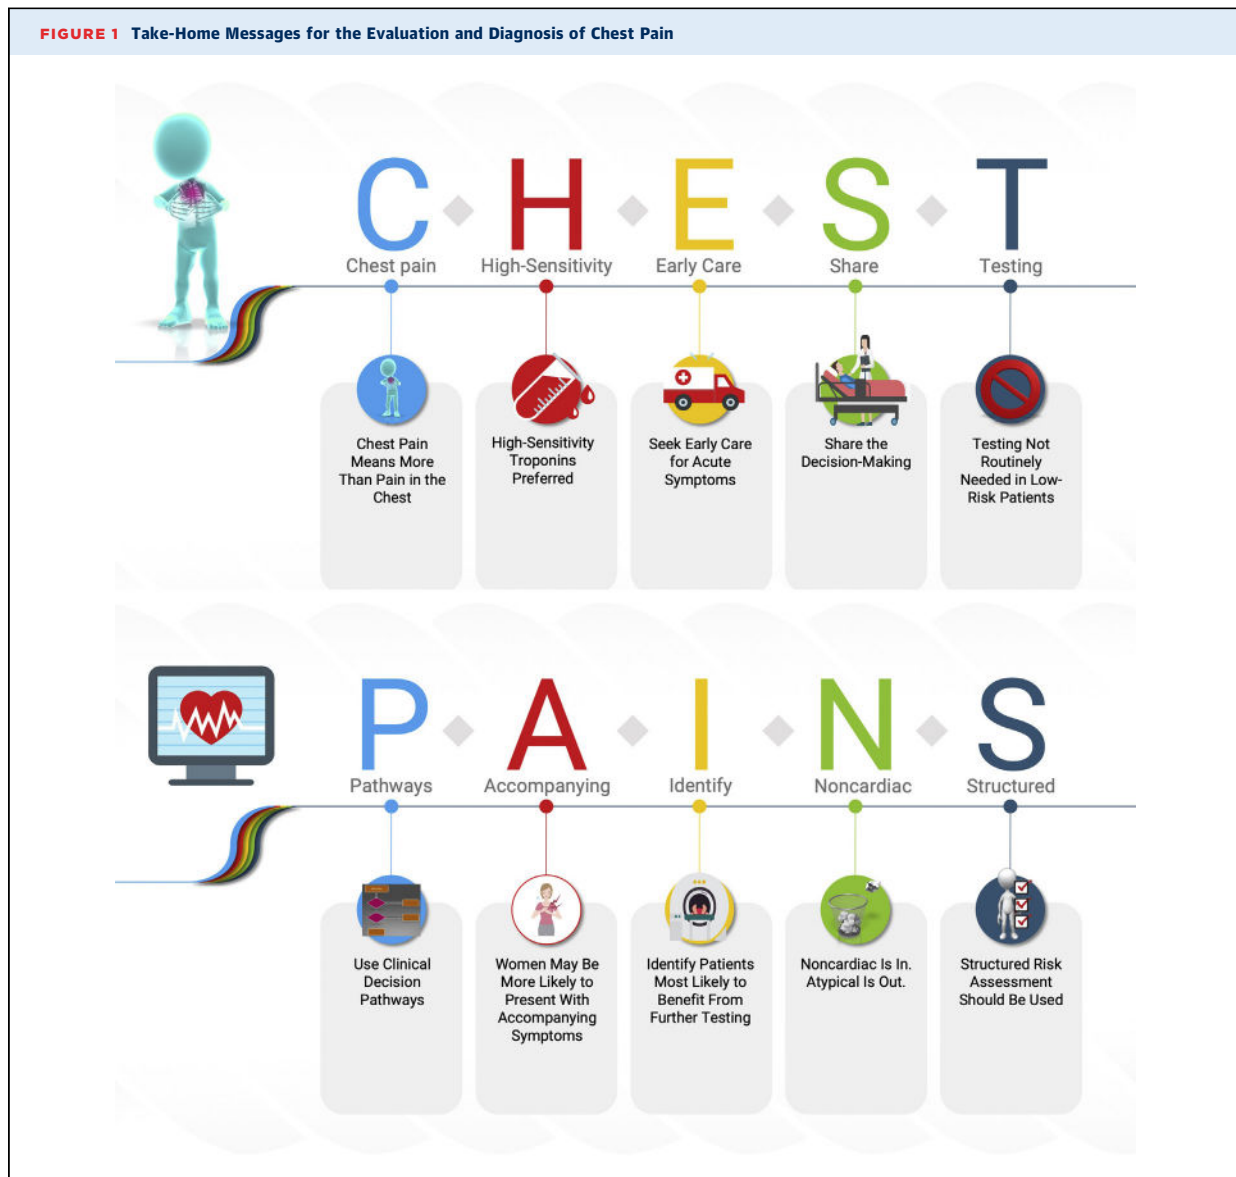 FIGURE 1 Take-Home Messages for the Evaluation and Diagnosis of Chest Pain
C H E S T
Chest pain High-Sensitivity Early Care Share Testing
Chest Pain
Means More
Than Pain in the
Chest
High-Sensitivity
Troponins
Preferred
Seek Early Care
for Acute
Symptoms
Share the
Decision-Making
Testing Not
Routinely
Needed in Low-
Risk Patients
P A I N S
Pathways Accompanying Identify Noncardiac Structured
Use Clinical
Decision
Pathways
Women May Be
More Likely to
Present With
Accompanying
Symptoms
Identify Patients
Most Likely to
Benefit From
Further Testing
Noncardiac Is In.
Atypical Is Out.
Structured Risk
Assessment
Should Be Used